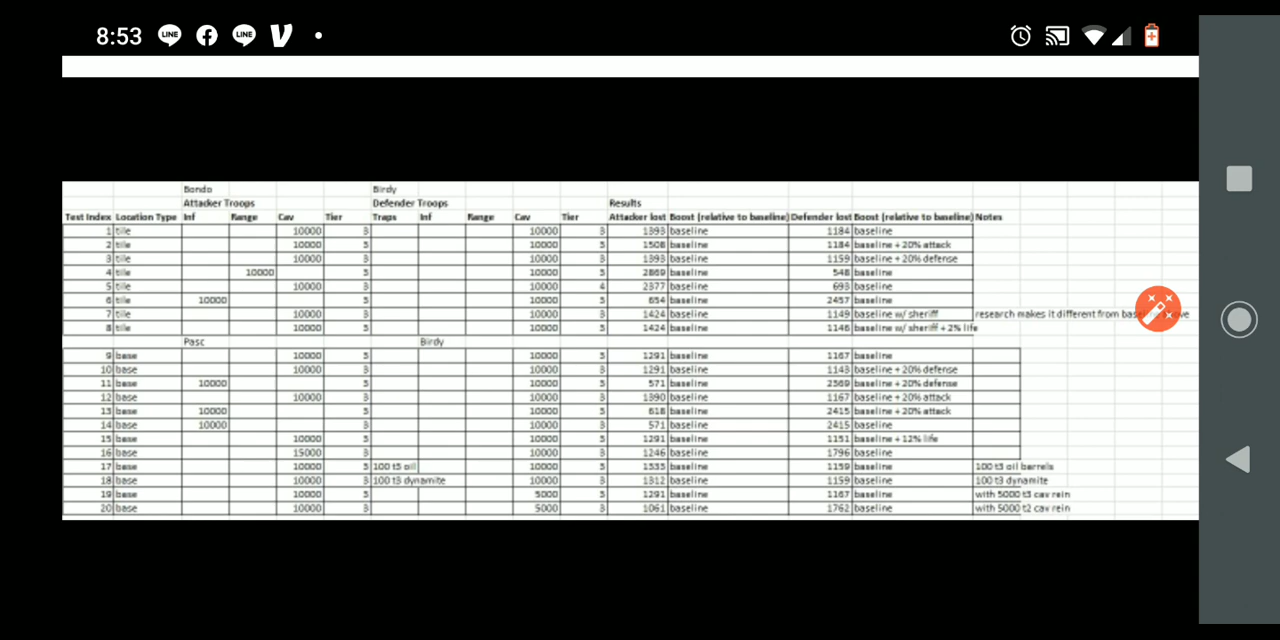 8:53
Bondo Birdy
Attacker Troops Defender Troops Results
Test Index Location Type Inf Range Cav Tier Traps Inf Range Cav Tier Attacker lost Boost (relative to baseline) Defender lost Boost (relative to baseline) Notes
1 tile 10000 3 10000 3 1393 baseline 1184 baseline
2 tile 10000 3 10000 3 1508 baseline 1184 baseline + 20% attack
3 tile 10000 3 10000 3 1393 baseline 1159 baseline + 20% defense
4 tile 10000 3 10000 3 2869 baseline 548 baseline
5 tile 10000 3 10000 4 2377 baseline 693 baseline
6 tile 10000 3 10000 3 654 baseline 2457 baseline
7 tile 10000 3 10000 3 1424 baseline 1149 baseline w/ sheriff research makes it different from
8 tile 10000 3 10000 3 1424 baseline 1146 baseline w/ sheriff + 2% life
Pasc Birdy
9 base 10000 3 10000 3 1291 baseline 1167 baseline
10 base 10000 3 10000 3 1291 baseline 1143 baseline + 20% defense
11 base 10000 3 10000 3 571 baseline 2369 baseline + 20% defense
12 base 10000 3 10000 3 1390 baseline 1167 baseline + 20% attack
13 base 10000 3 10000 3 618 baseline 2415 baseline + 20% attack
14 base 10000 3 10000 3 571 baseline 2415 baseline
15 base 10000 3 10000 3 1291 baseline 1151 baseline + 12% life
16 base 15000 3 10000 3 1246 baseline 1796 baseline
17 base 10000 3 100 t3 oil 10000 3 1333 baseline 1159 baseline 100 t3 oil barrels
18 base 10000 3 100 t3 dynamite 10000 3 1312 baseline 1159 baseline 100 t3 dynamite
19 base 10000 3 5000 3 1291 baseline 1167 baseline with 5000 t3 cav rein
20 base 10000 3 5000 3 1061 baseline 1762 baseline with 5000 t2 cav rein